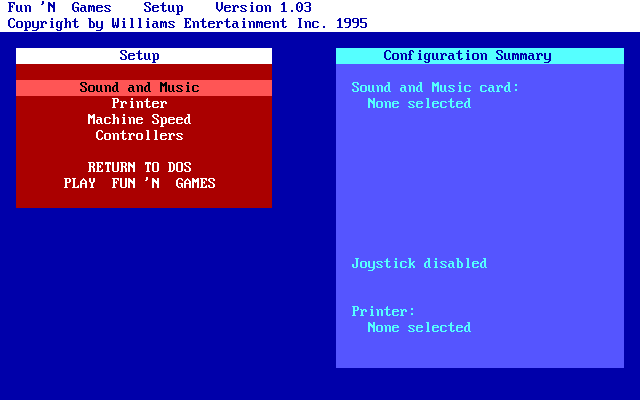 Fun 'N  Games    Setup    Version 1.03
Copyright by Williams Entertainment Inc. 1995
Setup
Sound and Music
Printer
Machine Speed
Controllers
RETURN TO DOS
PLAY  FUN 'N  GAMES
Configuration Summary
Sound and Music card:
None selected
Joystick disabled
Printer:
None selected